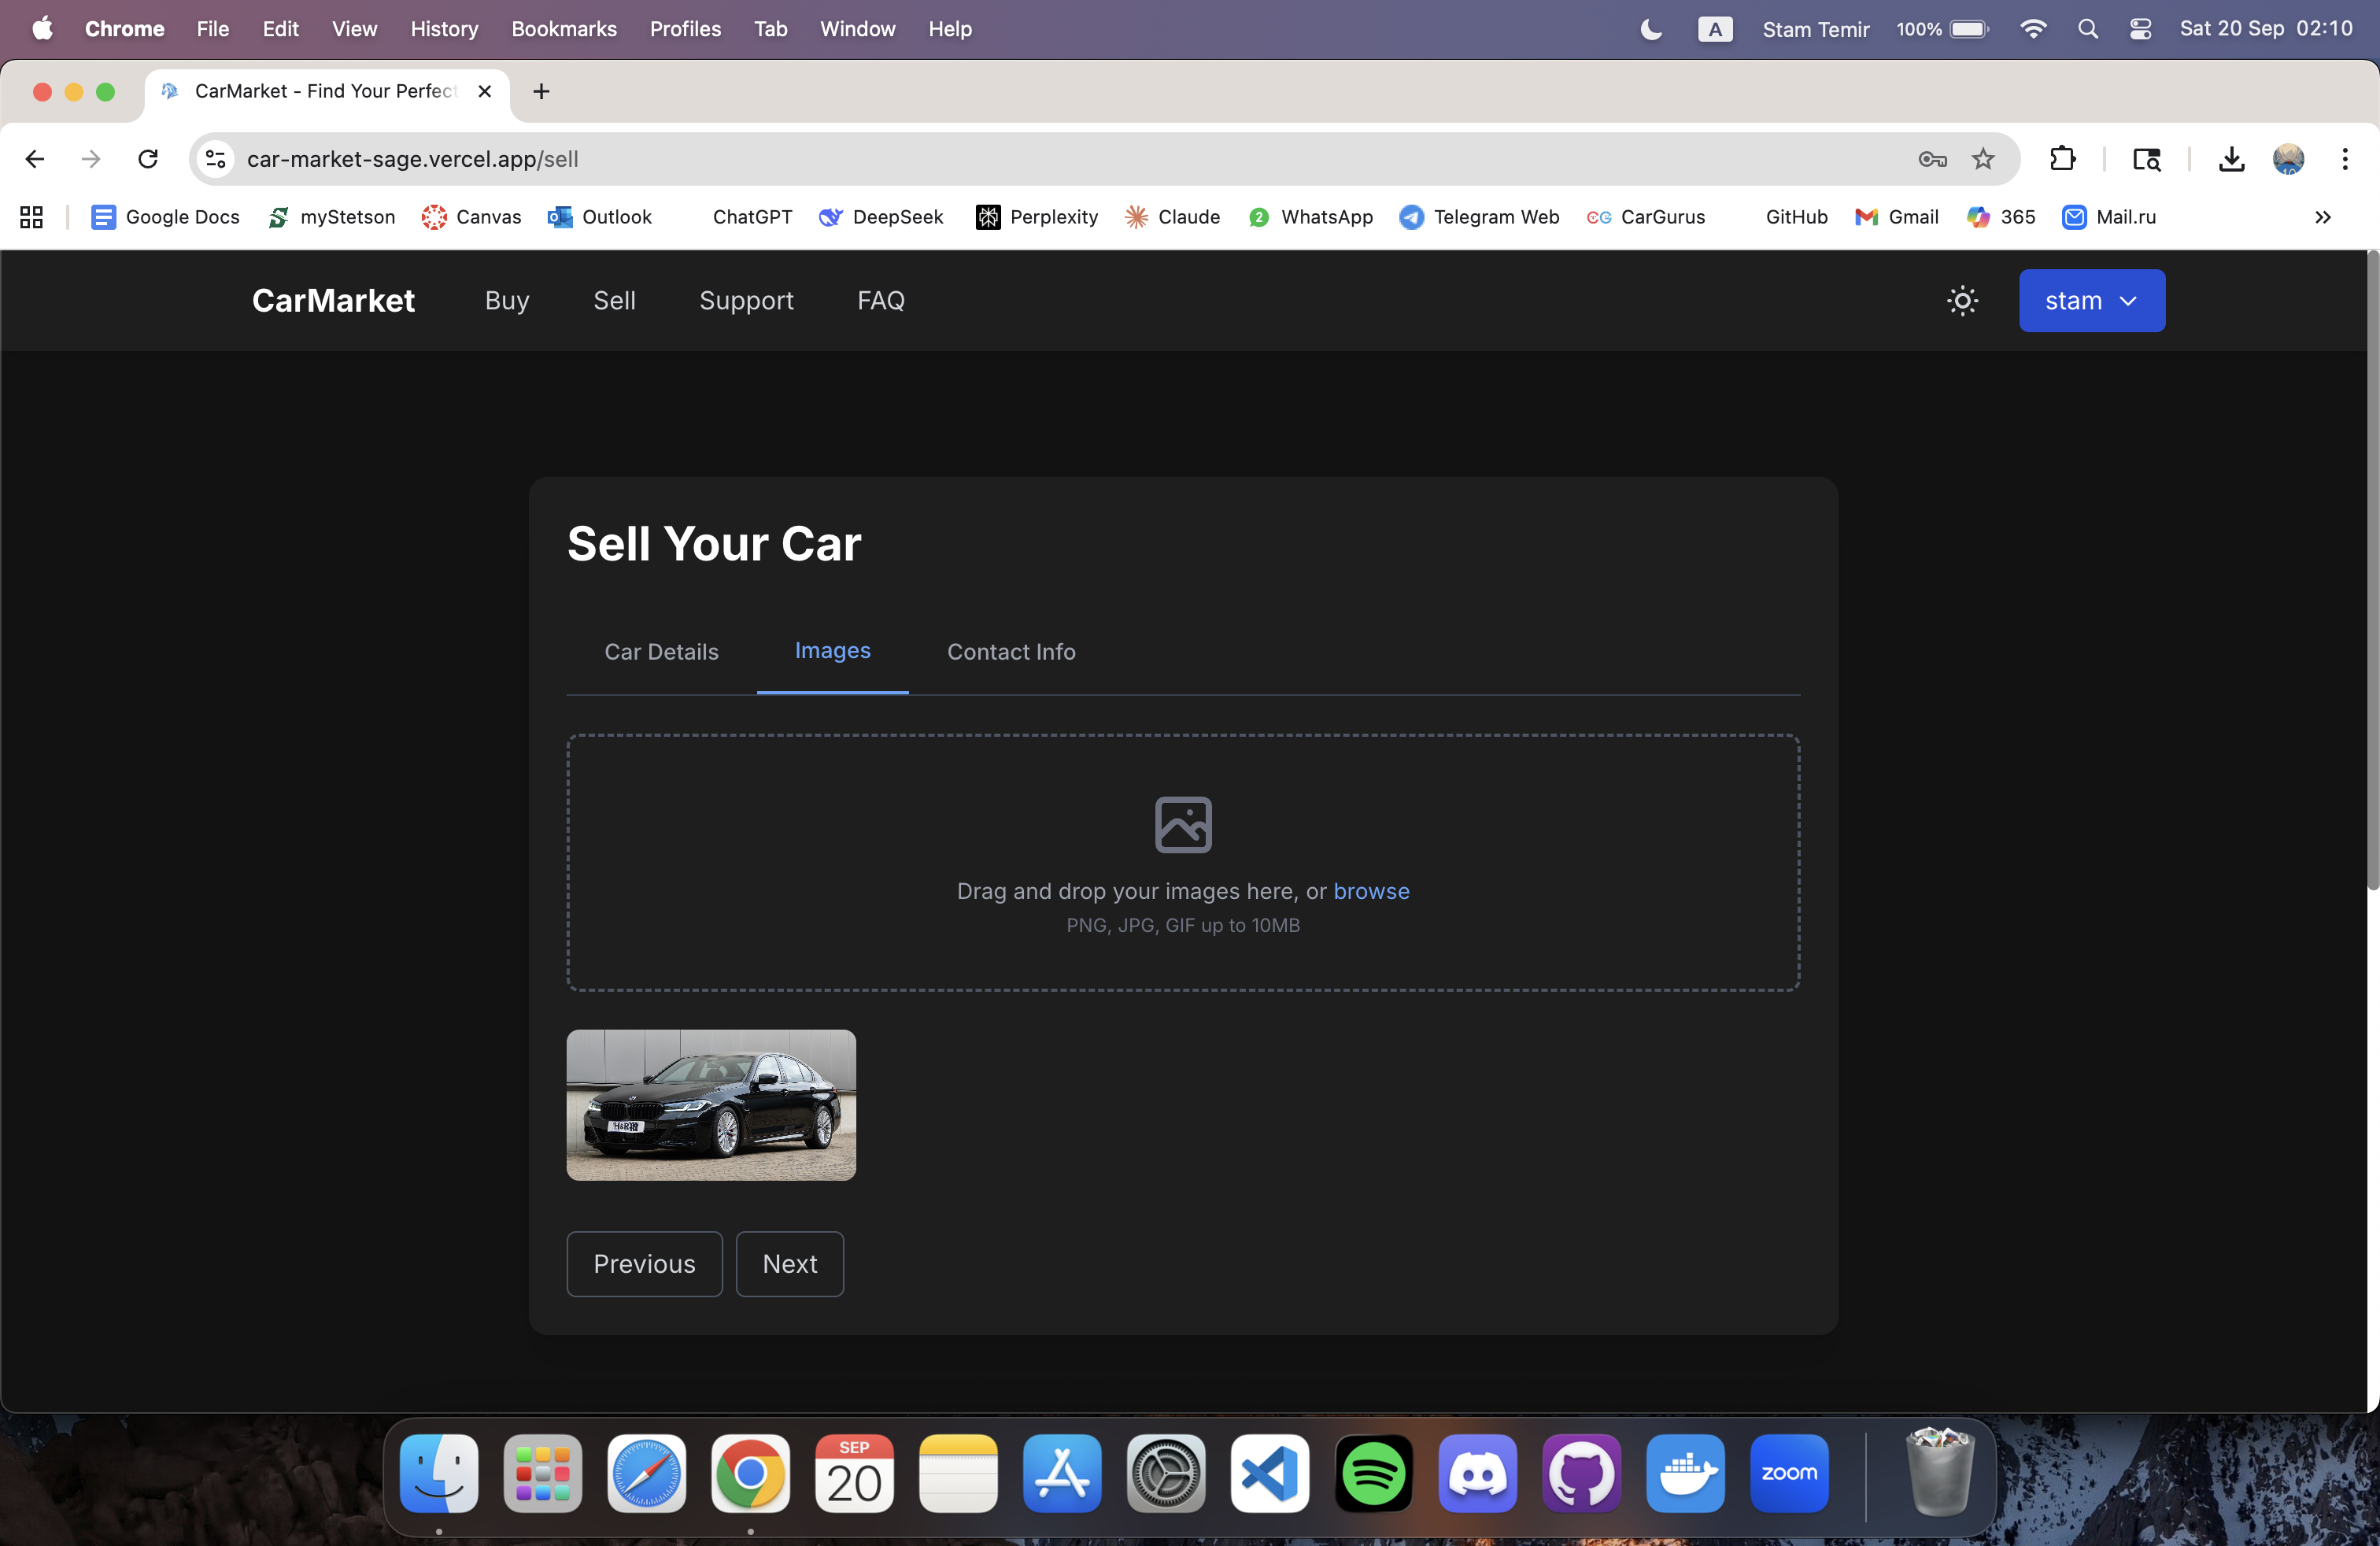 Chrome File Edit View History Bookmarks Profiles Tab Window Help A Stam Temir 100% Sat 20 Sep 02:10
CarMarket - Find Your Perfect
car-market-sage.vercel.app/sell
Google Docs myStetson Canvas Outlook ChatGPT DeepSeek Perplexity Claude 2 WhatsApp Telegram Web CarGurus GitHub Gmail 365 Mail.ru
CarMarket Buy Sell Support FAQ stam
Sell Your Car
Car Details Images Contact Info
Drag and drop your images here, or browse
PNG, JPG, GIF up to 10MB
H&R
Previous Next
SEP
20 zoom